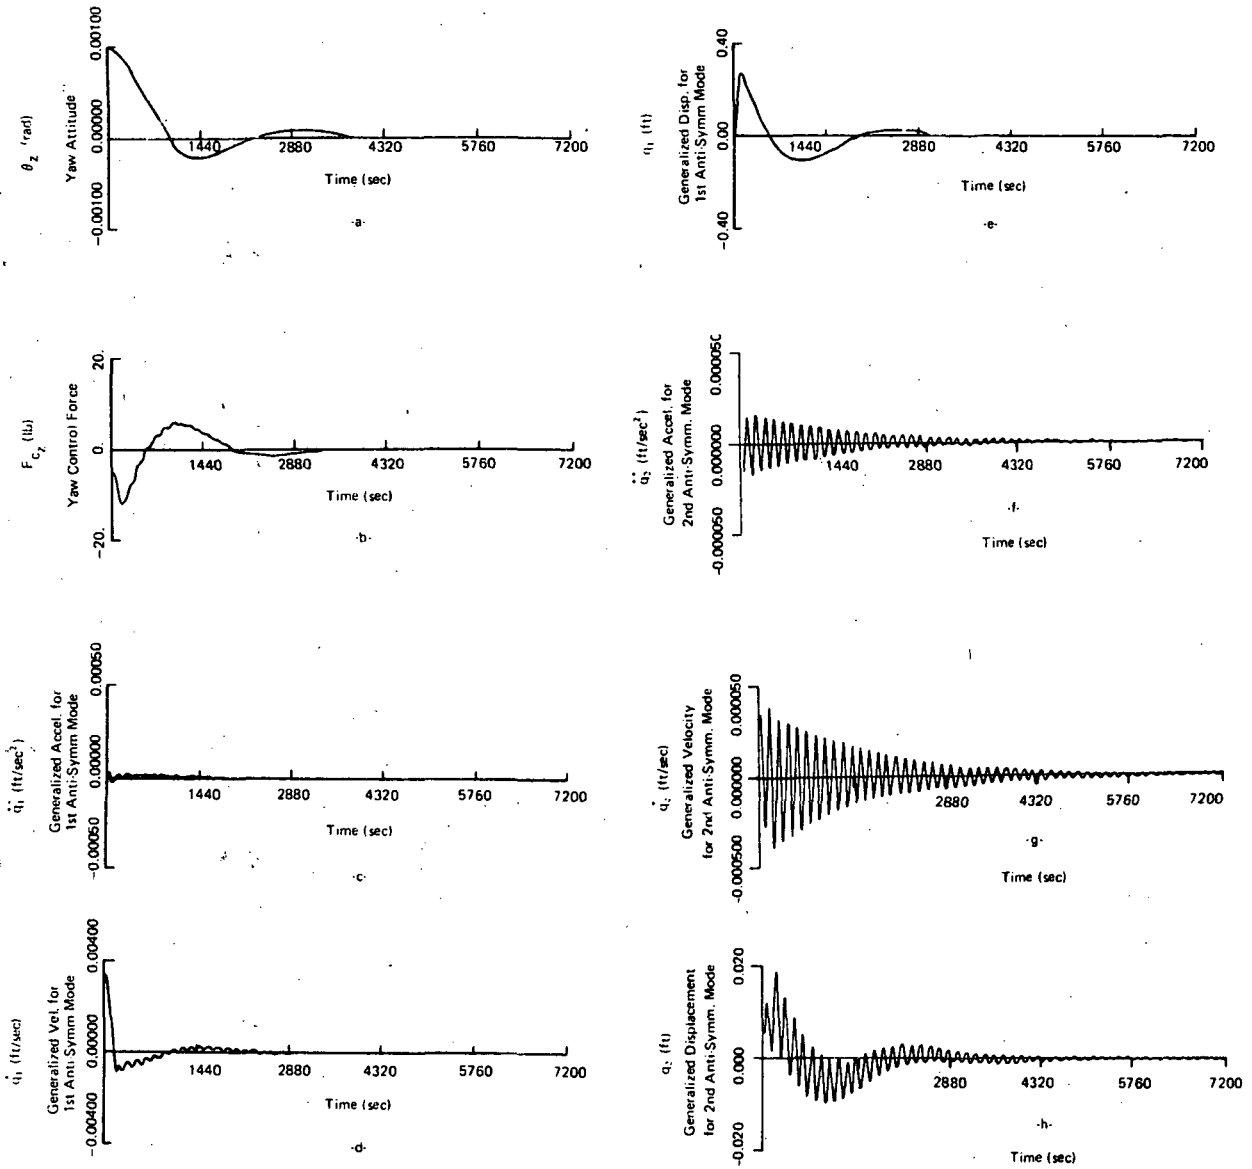 θz (rad)
Yaw Attitude
0.00100
0.00000
−0.00100
1440 2880 4320 5760 7200
Time (sec)
-a-
Fcz (lb)
Yaw Control Force
20.
0.
−20.
1440 2880 4320 5760 7200
Time (sec)
-b-
q̈1 (ft/sec²)
Generalized Accel. for
1st Anti-Symm Mode
0.00050
0.00000
−0.00050
1440 2880 4320 5760 7200
Time (sec)
-c-
q̇1 (ft/sec)
Generalized Vel. for
1st Anti-Symm Mode
0.00400
0.00000
−0.00400
1440 2880 4320 5760 7200
Time (sec)
-d-
q1 (ft)
Generalized Disp. for
1st Anti-Symm Mode
0.40
0.00
−0.40
1440 2880 4320 5760 7200
Time (sec)
-e-
q̈2 (ft/sec²)
Generalized Accel. for
2nd Anti-Symm. Mode
0.000050
0.000000
−0.000050
1440 2880 4320 5760 7200
-f-
Time (sec)
q̇2 (ft/sec)
Generalized Velocity
for 2nd Anti-Symm. Mode
0.000050
0.000000
−0.000500
2880 4320 5760 7200
-g-
Time (sec)
q2 (ft)
Generalized Displacement
for 2nd Anti-Symm. Mode
0.020
0.000
−0.020
2880 4320 5760 7200
-h-
Time (sec)